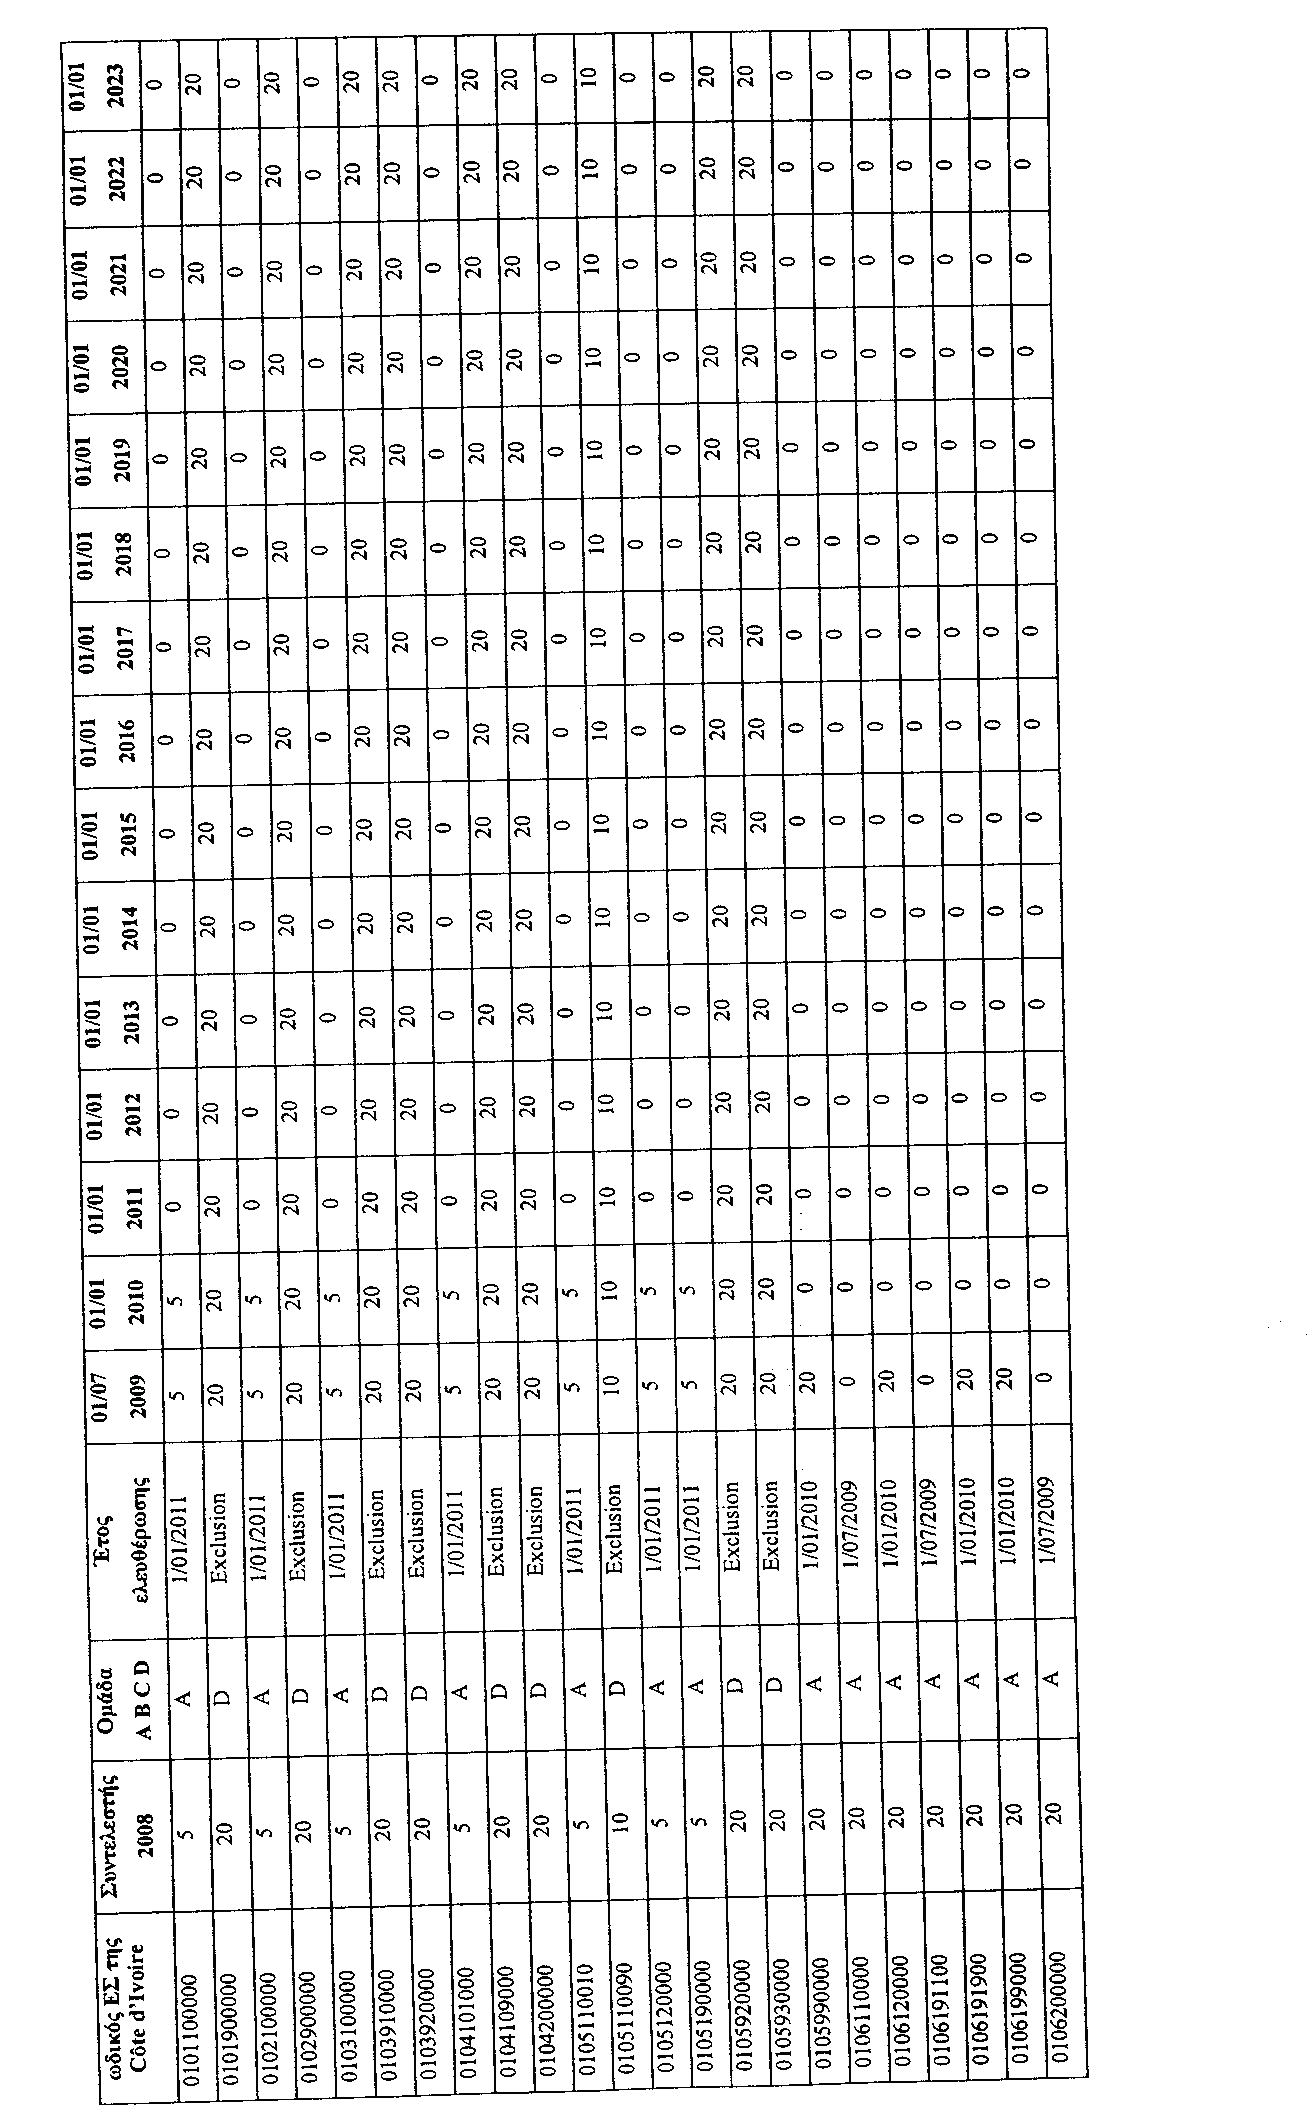 ωδικός ΕΣ της Côte d'Ivoire | Συντελεστής 2008 | Ομάδα A B C D | Έτος ελευθέρωσης | 01/07 2009 | 01/01 2010 | 01/01 2011 | 01/01 2012 | 01/01 2013 | 01/01 2014 | 01/01 2015 | 01/01 2016 | 01/01 2017 | 01/01 2018 | 01/01 2019 | 01/01 2020 | 01/01 2021 | 01/01 2022 | 01/01 2023
0101100000 5 A 1/01/2011 5 5 0 0 0 0 0 0 0 0 0 0 0 0 0
0101900000 20 D Exclusion 20 20 20 20 20 20 20 20 20 20 20 20 20 20 20
0102100000 5 A 1/01/2011 5 5 0 0 0 0 0 0 0 0 0 0 0 0 0
0102900000 20 D Exclusion 20 20 20 20 20 20 20 20 20 20 20 20 20 20 20
0103100000 5 A 1/01/2011 5 5 0 0 0 0 0 0 0 0 0 0 0 0 0
0103910000 20 D Exclusion 20 20 20 20 20 20 20 20 20 20 20 20 20 20 20
0103920000 20 D Exclusion 20 20 20 20 20 20 20 20 20 20 20 20 20 20 20
0104101000 5 A 1/01/2011 5 5 0 0 0 0 0 0 0 0 0 0 0 0 0
0104109000 20 D Exclusion 20 20 20 20 20 20 20 20 20 20 20 20 20 20 20
0104200000 20 D Exclusion 20 20 20 20 20 20 20 20 20 20 20 20 20 20 20
0105110010 5 A 1/01/2011 5 5 0 0 0 0 0 0 0 0 0 0 0 0 0
0105110090 10 D Exclusion 10 10 10 10 10 10 10 10 10 10 10 10 10 10 10
0105120000 5 A 1/01/2011 5 5 0 0 0 0 0 0 0 0 0 0 0 0 0
0105190000 5 A 1/01/2011 5 5 0 0 0 0 0 0 0 0 0 0 0 0 0
0105920000 20 D Exclusion 20 20 20 20 20 20 20 20 20 20 20 20 20 20 20
0105930000 20 D Exclusion 20 20 20 20 20 20 20 20 20 20 20 20 20 20 20
0105990000 20 A 1/01/2010 20 0 0 0 0 0 0 0 0 0 0 0 0 0 0
0106110000 20 A 1/07/2009 0 0 0 0 0 0 0 0 0 0 0 0 0 0 0
0106120000 20 A 1/01/2010 20 0 0 0 0 0 0 0 0 0 0 0 0 0 0
0106191100 20 A 1/07/2009 0 0 0 0 0 0 0 0 0 0 0 0 0 0 0
0106191900 20 A 1/01/2010 20 0 0 0 0 0 0 0 0 0 0 0 0 0 0
0106199000 20 A 1/01/2010 20 0 0 0 0 0 0 0 0 0 0 0 0 0 0
0106200000 20 A 1/07/2009 0 0 0 0 0 0 0 0 0 0 0 0 0 0 0